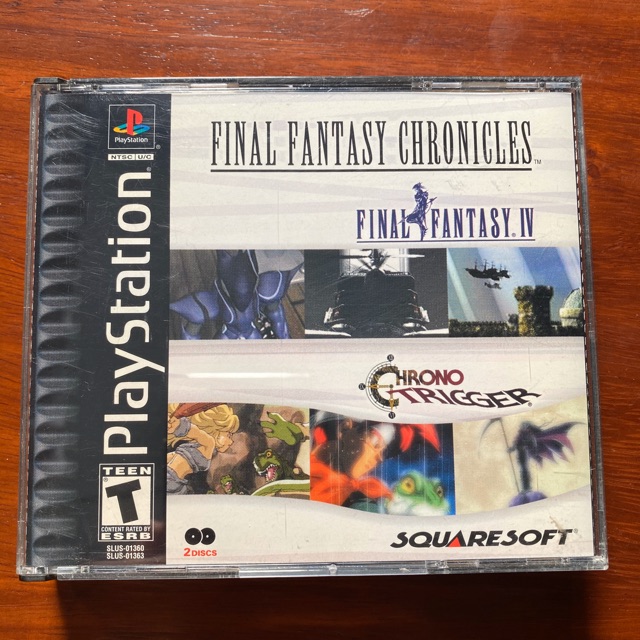 PlayStation
NTSC U/C
PlayStation
TEEN
T
CONTENT RATED BY
ESRB
SLUS-01360
SLUS-01363
FINAL FANTASY CHRONICLES™
FINAL FANTASY® IV
CHRONO
TRIGGER®
2 DISCS
SQUARESOFT®